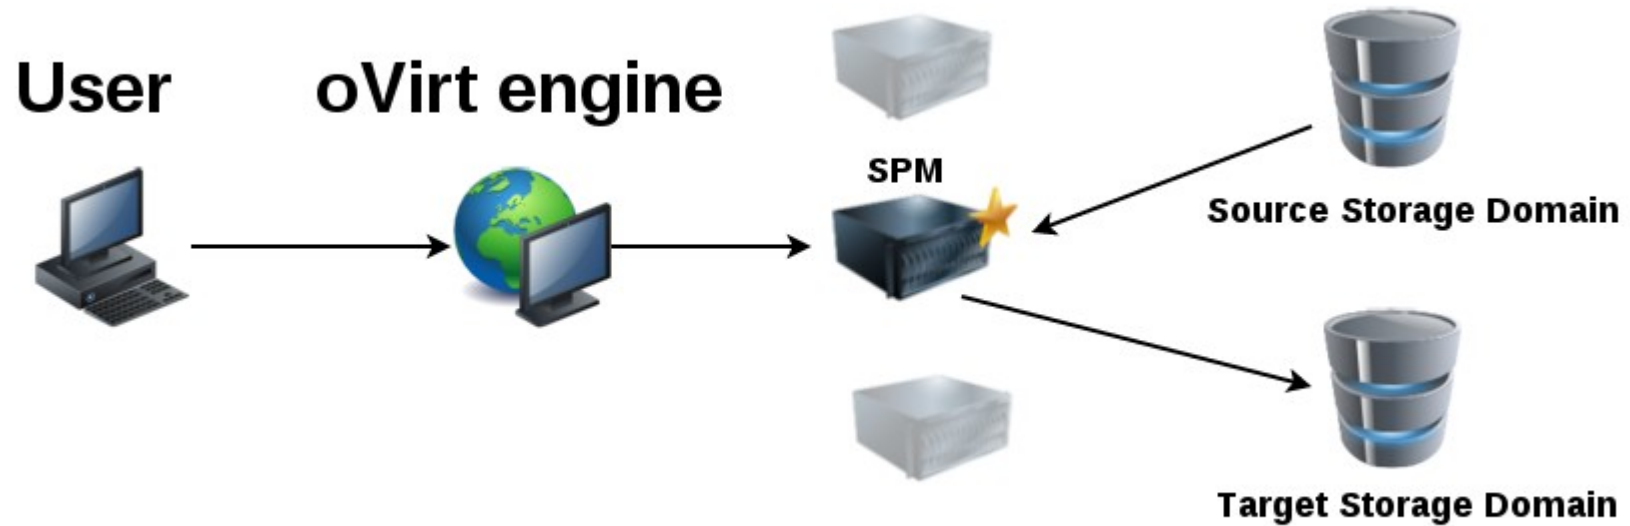 User
oVirt engine
SPM
Source Storage Domain
Target Storage Domain